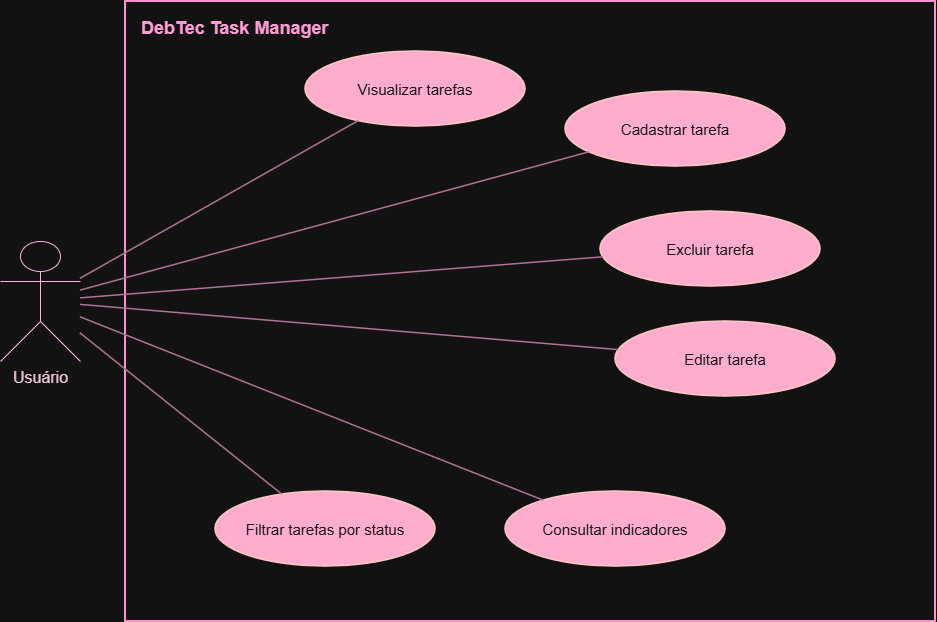 DebTec Task Manager
Visualizar tarefas
Cadastrar tarefa
Excluir tarefa
Editar tarefa
Usuário
Filtrar tarefas por status
Consultar indicadores